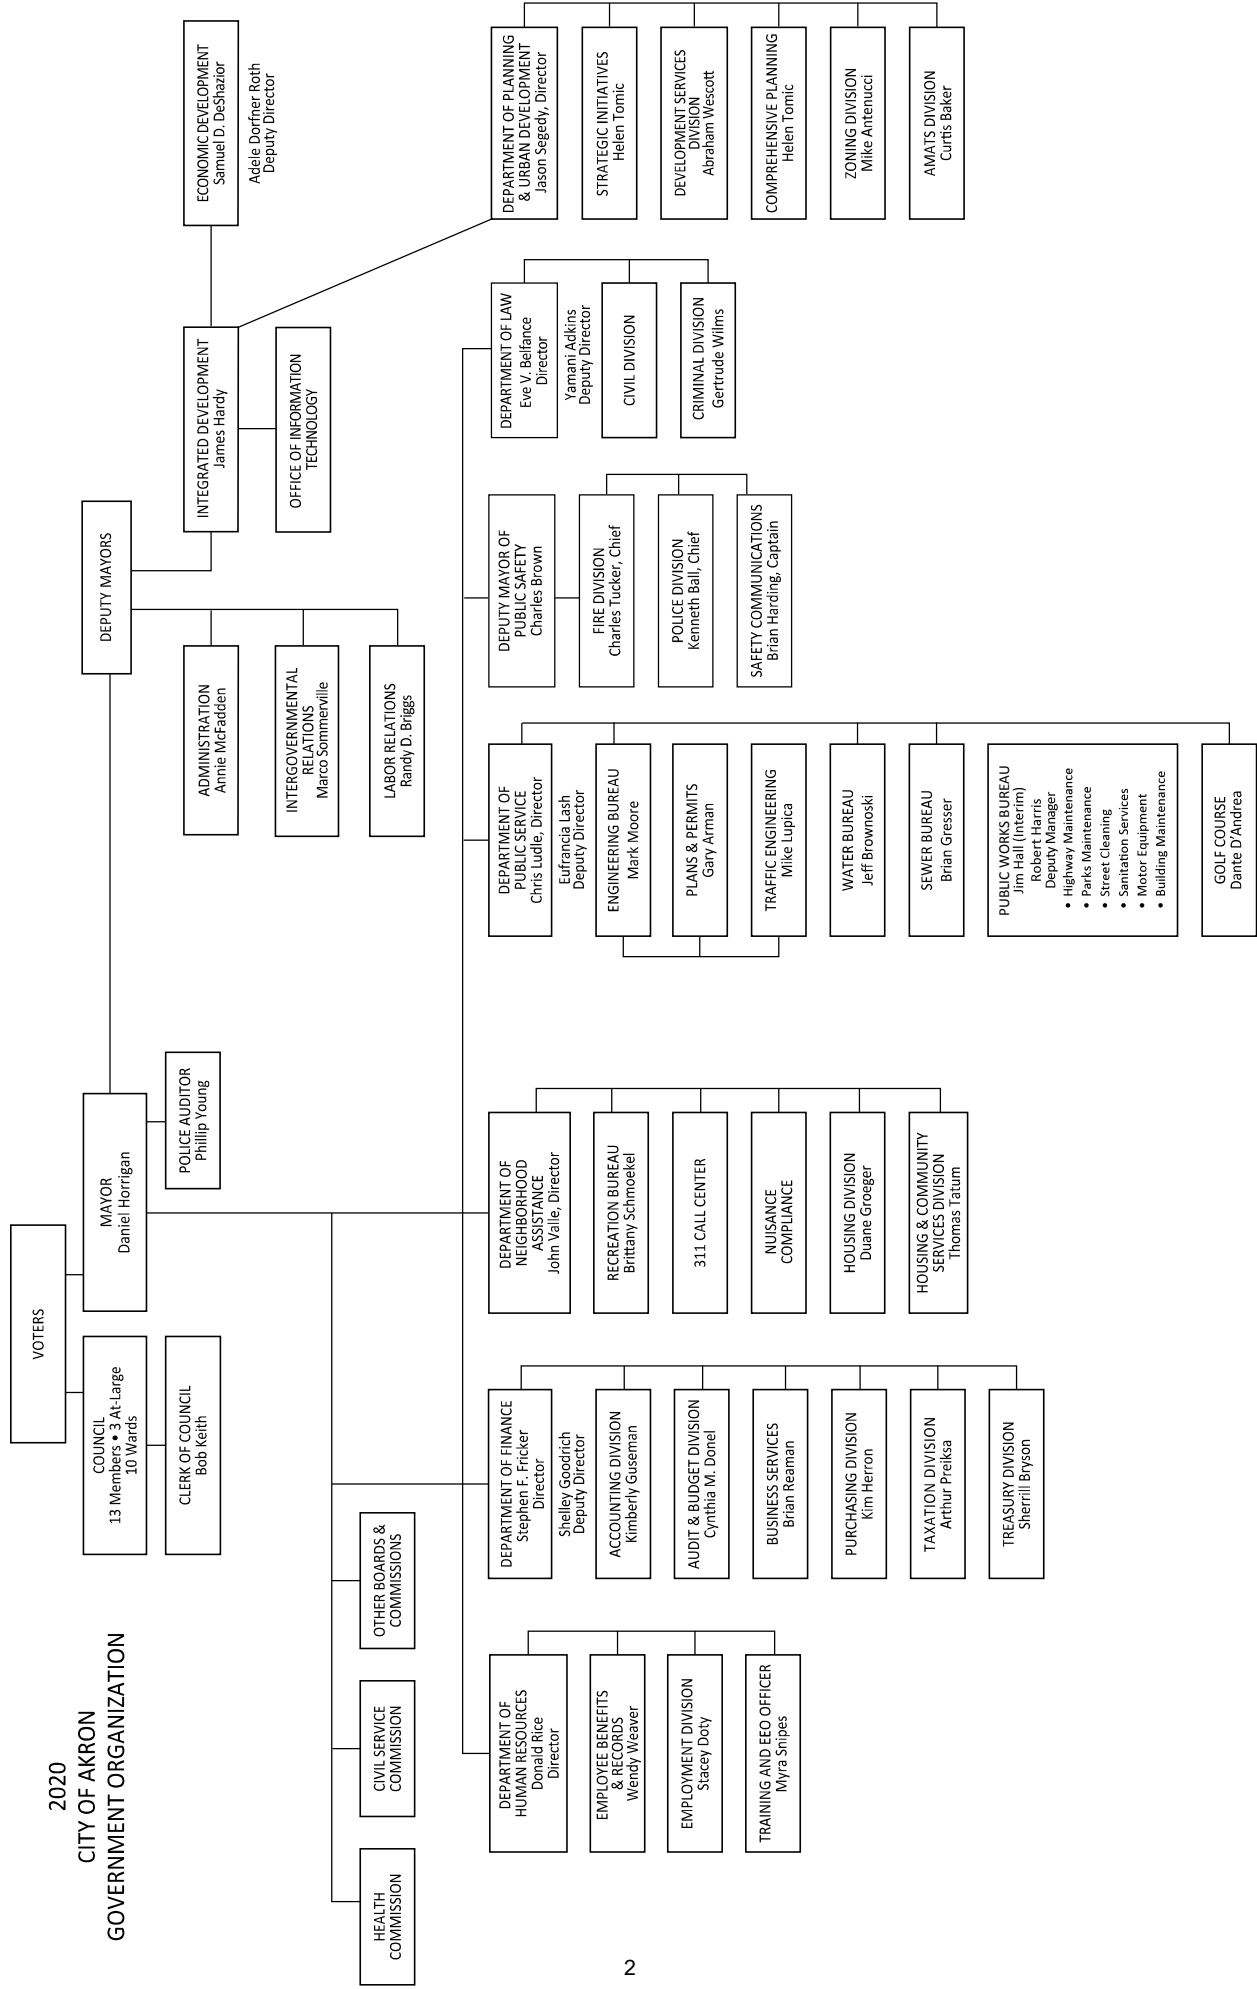 2020
CITY OF AKRON
GOVERNMENT ORGANIZATION
VOTERS
COUNCIL
13 Members • 3 At-Large
10 Wards
CLERK OF COUNCIL
Bob Keith
MAYOR
Daniel Horrigan
POLICE AUDITOR
Phillip Young
DEPUTY MAYORS
ADMINISTRATION
Annie McFadden
INTERGOVERNMENTAL
RELATIONS
Marco Sommerville
LABOR RELATIONS
Randy D. Briggs
INTEGRATED DEVELOPMENT
James Hardy
OFFICE OF INFORMATION
TECHNOLOGY
ECONOMIC DEVELOPMENT
Samuel D. DeShazior
Adele Dorfner Roth
Deputy Director
HEALTH
COMMISSION
CIVIL SERVICE
COMMISSION
OTHER BOARDS &
COMMISSIONS
DEPARTMENT OF
HUMAN RESOURCES
Donald Rice
Director
EMPLOYEE BENEFITS
& RECORDS
Wendy Weaver
EMPLOYMENT DIVISION
Stacey Doty
TRAINING AND EEO OFFICER
Myra Snipes
DEPARTMENT OF FINANCE
Stephen F. Fricker
Director
Shelley Goodrich
Deputy Director
ACCOUNTING DIVISION
Kimberly Guseman
AUDIT & BUDGET DIVISION
Cynthia M. Donel
BUSINESS SERVICES
Brian Reaman
PURCHASING DIVISION
Kim Herron
TAXATION DIVISION
Arthur Preiksa
TREASURY DIVISION
Sherrill Bryson
DEPARTMENT OF
NEIGHBORHOOD
ASSISTANCE
John Valle, Director
RECREATION BUREAU
Brittany Schmoekel
311 CALL CENTER
NUISANCE
COMPLIANCE
HOUSING DIVISION
Duane Groeger
HOUSING & COMMUNITY
SERVICES DIVISION
Thomas Tatum
DEPARTMENT OF
PUBLIC SERVICE
Chris Ludle, Director
Eufrancia Lash
Deputy Director
ENGINEERING BUREAU
Mark Moore
PLANS & PERMITS
Gary Arman
TRAFFIC ENGINEERING
Mike Lupica
WATER BUREAU
Jeff Brownoski
SEWER BUREAU
Brian Gresser
PUBLIC WORKS BUREAU
Jim Hall (Interim)
Robert Harris
Deputy Manager
• Highway Maintenance
• Parks Maintenance
• Street Cleaning
• Sanitation Services
• Motor Equipment
• Building Maintenance
GOLF COURSE
Dante D'Andrea
DEPUTY MAYOR OF
PUBLIC SAFETY
Charles Brown
FIRE DIVISION
Charles Tucker, Chief
POLICE DIVISION
Kenneth Ball, Chief
SAFETY COMMUNICATIONS
Brian Harding, Captain
DEPARTMENT OF LAW
Eve V. Belfance
Director
Yamani Adkins
Deputy Director
CIVIL DIVISION
CRIMINAL DIVISION
Gertrude Wilms
DEPARTMENT OF PLANNING
& URBAN DEVELOPMENT
Jason Segedy, Director
STRATEGIC INITIATIVES
Helen Tomic
DEVELOPMENT SERVICES
DIVISION
Abraham Wescott
COMPREHENSIVE PLANNING
Helen Tomic
ZONING DIVISION
Mike Antenucci
AMATS DIVISION
Curtis Baker
2